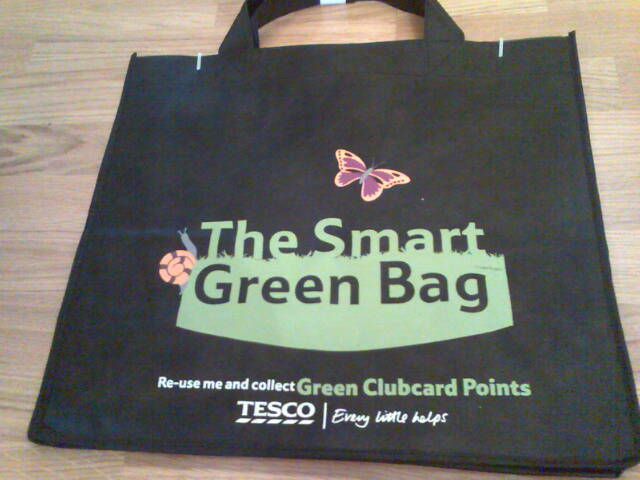 The Smart
Green Bag
Re-use me and collect Green Clubcard Points
TESCO Every little helps